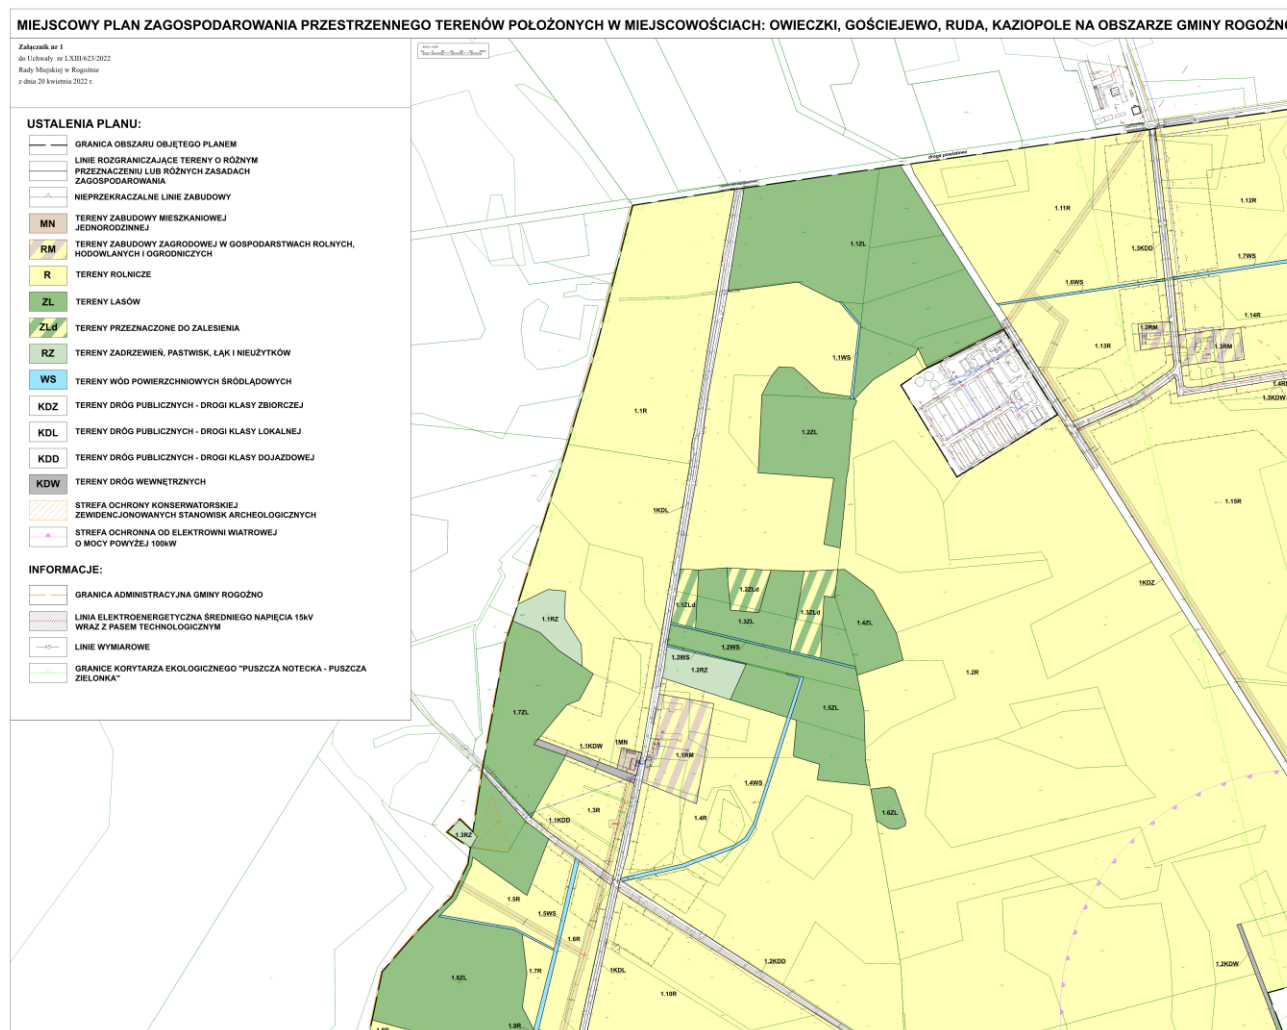 MIEJSCOWY PLAN ZAGOSPODAROWANIA PRZESTRZENNEGO TERENÓW POŁOŻONYCH W MIEJSCOWOŚCIACH: OWIECZKI, GOŚCIEJEWO, RUDA, KAZIOPOLE NA OBSZARZE GMINY ROGOŹNO
Załącznik nr 1
do Uchwały nr LXIII/623/2022
Rady Miejskiej w Rogoźnie
z dnia 20 kwietnia 2022 r.
USTALENIA PLANU:
GRANICA OBSZARU OBJĘTEGO PLANEM
LINIE ROZGRANICZAJĄCE TERENY O RÓŻNYM
PRZEZNACZENIU LUB RÓŻNYCH ZASADACH
ZAGOSPODAROWANIA
NIEPRZEKRACZALNE LINIE ZABUDOWY
MN TERENY ZABUDOWY MIESZKANIOWEJ
JEDNORODZINNEJ
RM TERENY ZABUDOWY ZAGRODOWEJ W GOSPODARSTWACH ROLNYCH,
HODOWLANYCH I OGRODNICZYCH
R TERENY ROLNICZE
ZL TERENY LASÓW
ZLd TERENY PRZEZNACZONE DO ZALESIENIA
RZ TERENY ZADRZEWIEŃ, PASTWISK, ŁĄK I NIEUŻYTKÓW
WS TERENY WÓD POWIERZCHNIOWYCH ŚRÓDLĄDOWYCH
KDZ TERENY DRÓG PUBLICZNYCH - DROGI KLASY ZBIORCZEJ
KDL TERENY DRÓG PUBLICZNYCH - DROGI KLASY LOKALNEJ
KDD TERENY DRÓG PUBLICZNYCH - DROGI KLASY DOJAZDOWEJ
KDW TERENY DRÓG WEWNĘTRZNYCH
STREFA OCHRONY KONSERWATORSKIEJ
ZEWIDENCJONOWANYCH STANOWISK ARCHEOLOGICZNYCH
STREFA OCHRONNA OD ELEKTROWNI WIATROWEJ
O MOCY POWYŻEJ 100kW
INFORMACJE:
GRANICA ADMINISTRACYJNA GMINY ROGOŹNO
LINIA ELEKTROENERGETYCZNA ŚREDNIEGO NAPIĘCIA 15kV
WRAZ Z PASEM TECHNOLOGICZNYM
LINIE WYMIAROWE
GRANICE KORYTARZA EKOLOGICZNEGO "PUSZCZA NOTECKA - PUSZCZA
ZIELONKA"
droga powiatowa
1.12R
1.11R
1.1ZL
1.3KDD
1.7WS
1.6WS
1.14R
1.2RM
1.13R
1.3RM
1.1WS
1.5KDW
1.1R
1.2ZL
1.15R
1KDL
1KDZ
1.2ZLd
1.1ZLd
1.3ZLd
1.1RZ
1.3ZL
1.4ZL
1.2WS
1.3WS
1.2RZ
1.2R
1.7ZL
1.5ZL
1MN
1.1KDW
1.1RM
1.4WS
1.3R
1.6ZL
1.1KDD
1.4R
1.3RZ
1.5R
1.5WS
1.6R
1.2KDD
1.2KDW
1.7R
1KDL
1.10R